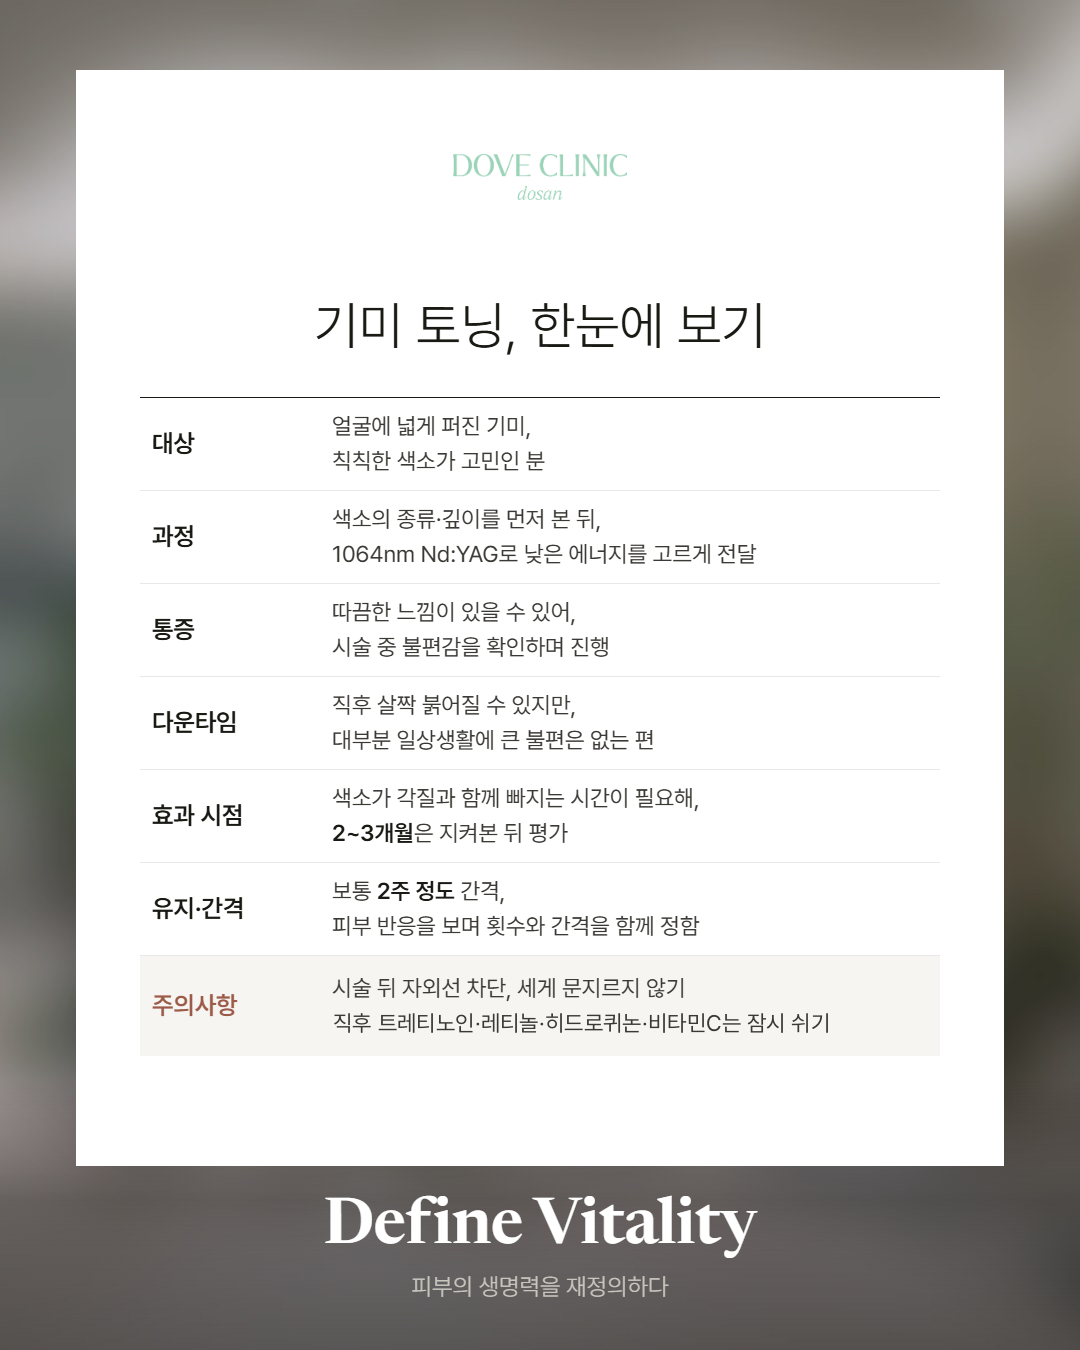 DOVE CLINIC
dosan
기미 토닝, 한눈에 보기
대상
얼굴에 넓게 퍼진 기미,
칙칙한 색소가 고민인 분
과정
색소의 종류·깊이를 먼저 본 뒤,
1064nm Nd:YAG로 낮은 에너지를 고르게 전달
통증
따끔한 느낌이 있을 수 있어,
시술 중 불편감을 확인하며 진행
다운타임
직후 살짝 붉어질 수 있지만,
대부분 일상생활에 큰 불편은 없는 편
효과 시점
색소가 각질과 함께 빠지는 시간이 필요해,
2~3개월은 지켜본 뒤 평가
유지·간격
보통 2주 정도 간격,
피부 반응을 보며 횟수와 간격을 함께 정함
주의사항
시술 뒤 자외선 차단, 세게 문지르지 않기
직후 트레티노인·레티놀·히드로퀴논·비타민C는 잠시 쉬기
Define Vitality
피부의 생명력을 재정의하다